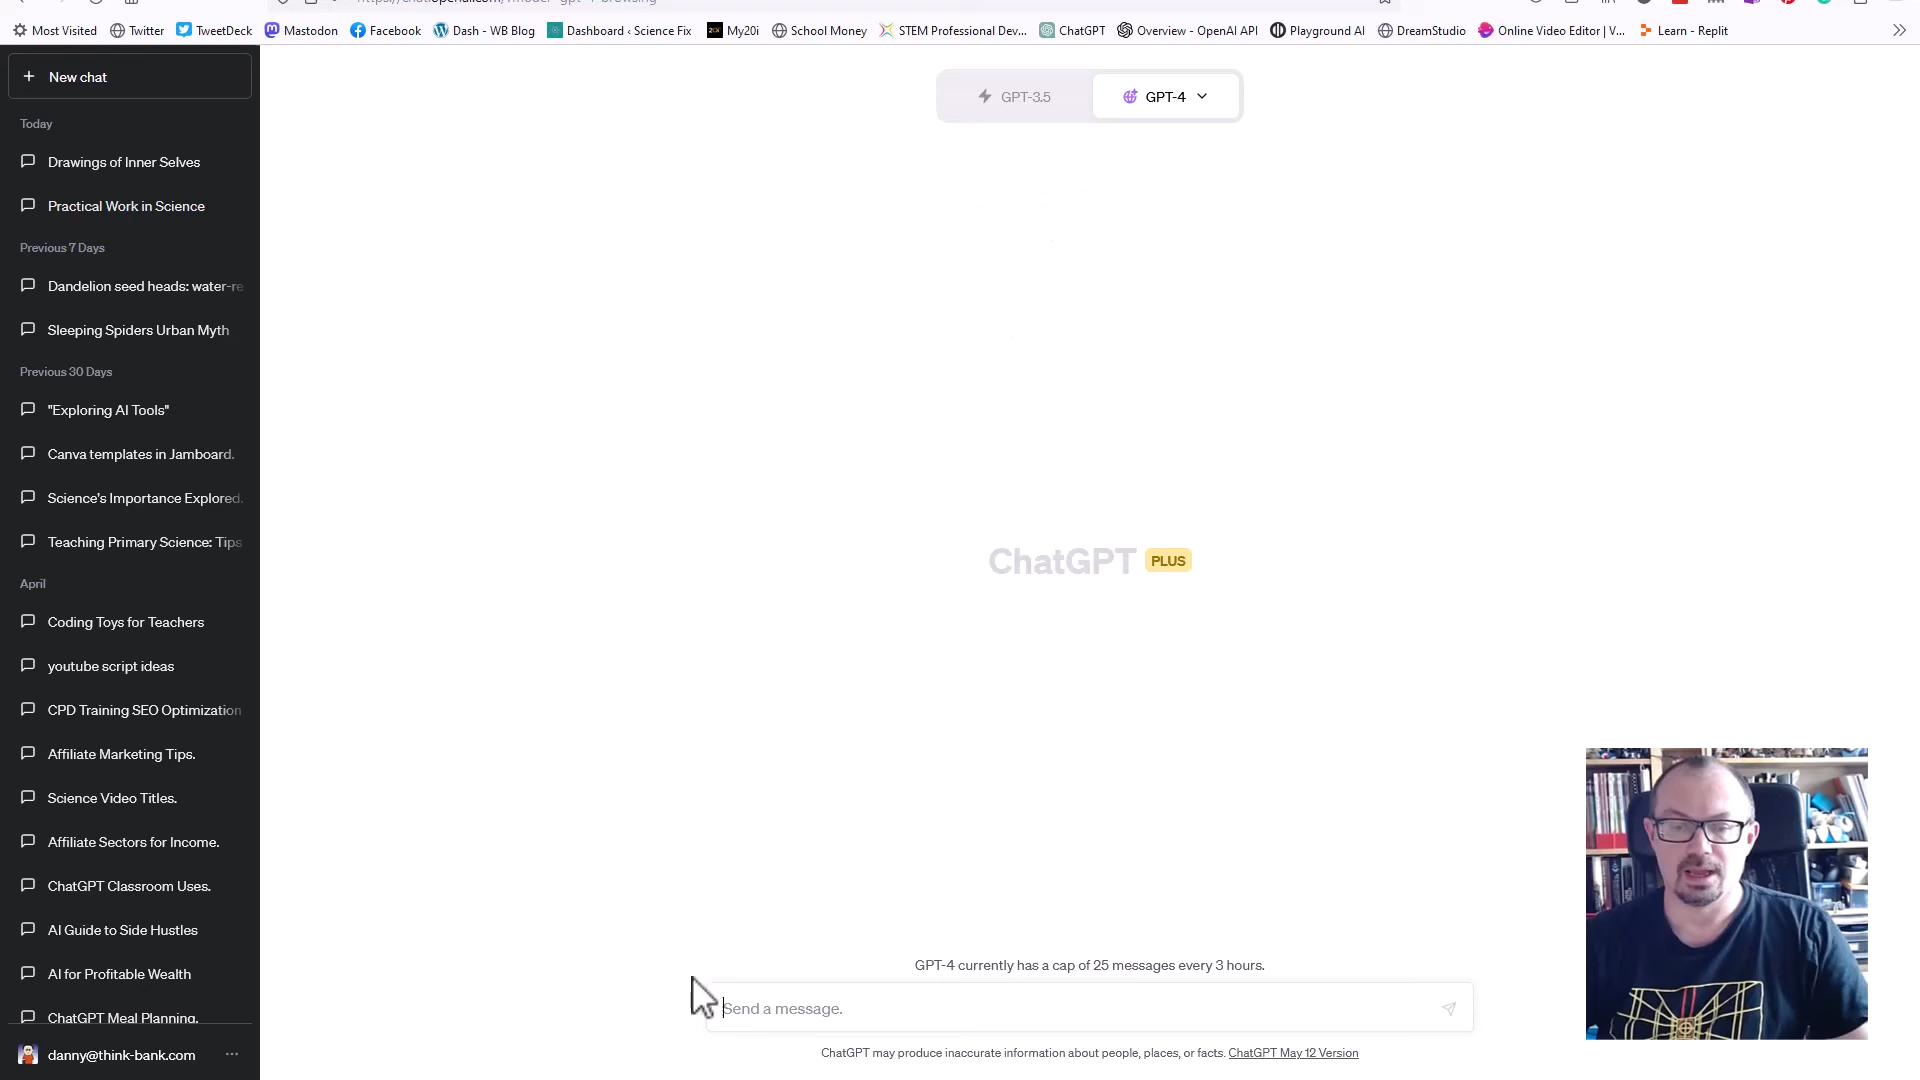 Most Visited
Twitter
TweetDeck
Mastodon
Facebook
Dash - WB Blog
Dashboard ‹ Science Fix
My20i
School Money
STEM Professional Dev...
ChatGPT
Overview - OpenAI API
Playground AI
DreamStudio
Online Video Editor | V...
Learn - Replit
New chat
GPT-3.5
GPT-4
Today
Drawings of Inner Selves
Practical Work in Science
Previous 7 Days
Dandelion seed heads: water-re
Sleeping Spiders Urban Myth
Previous 30 Days
"Exploring AI Tools"
Canva templates in Jamboard.
Science's Importance Explored.
Teaching Primary Science: Tips
April
Coding Toys for Teachers
youtube script ideas
CPD Training SEO Optimization
Affiliate Marketing Tips.
Science Video Titles.
Affiliate Sectors for Income.
ChatGPT Classroom Uses.
AI Guide to Side Hustles
AI for Profitable Wealth
ChatGPT Meal Planning.
danny@think-bank.com
ChatGPT PLUS
GPT-4 currently has a cap of 25 messages every 3 hours.
Send a message.
ChatGPT may produce inaccurate information about people, places, or facts. ChatGPT May 12 Version